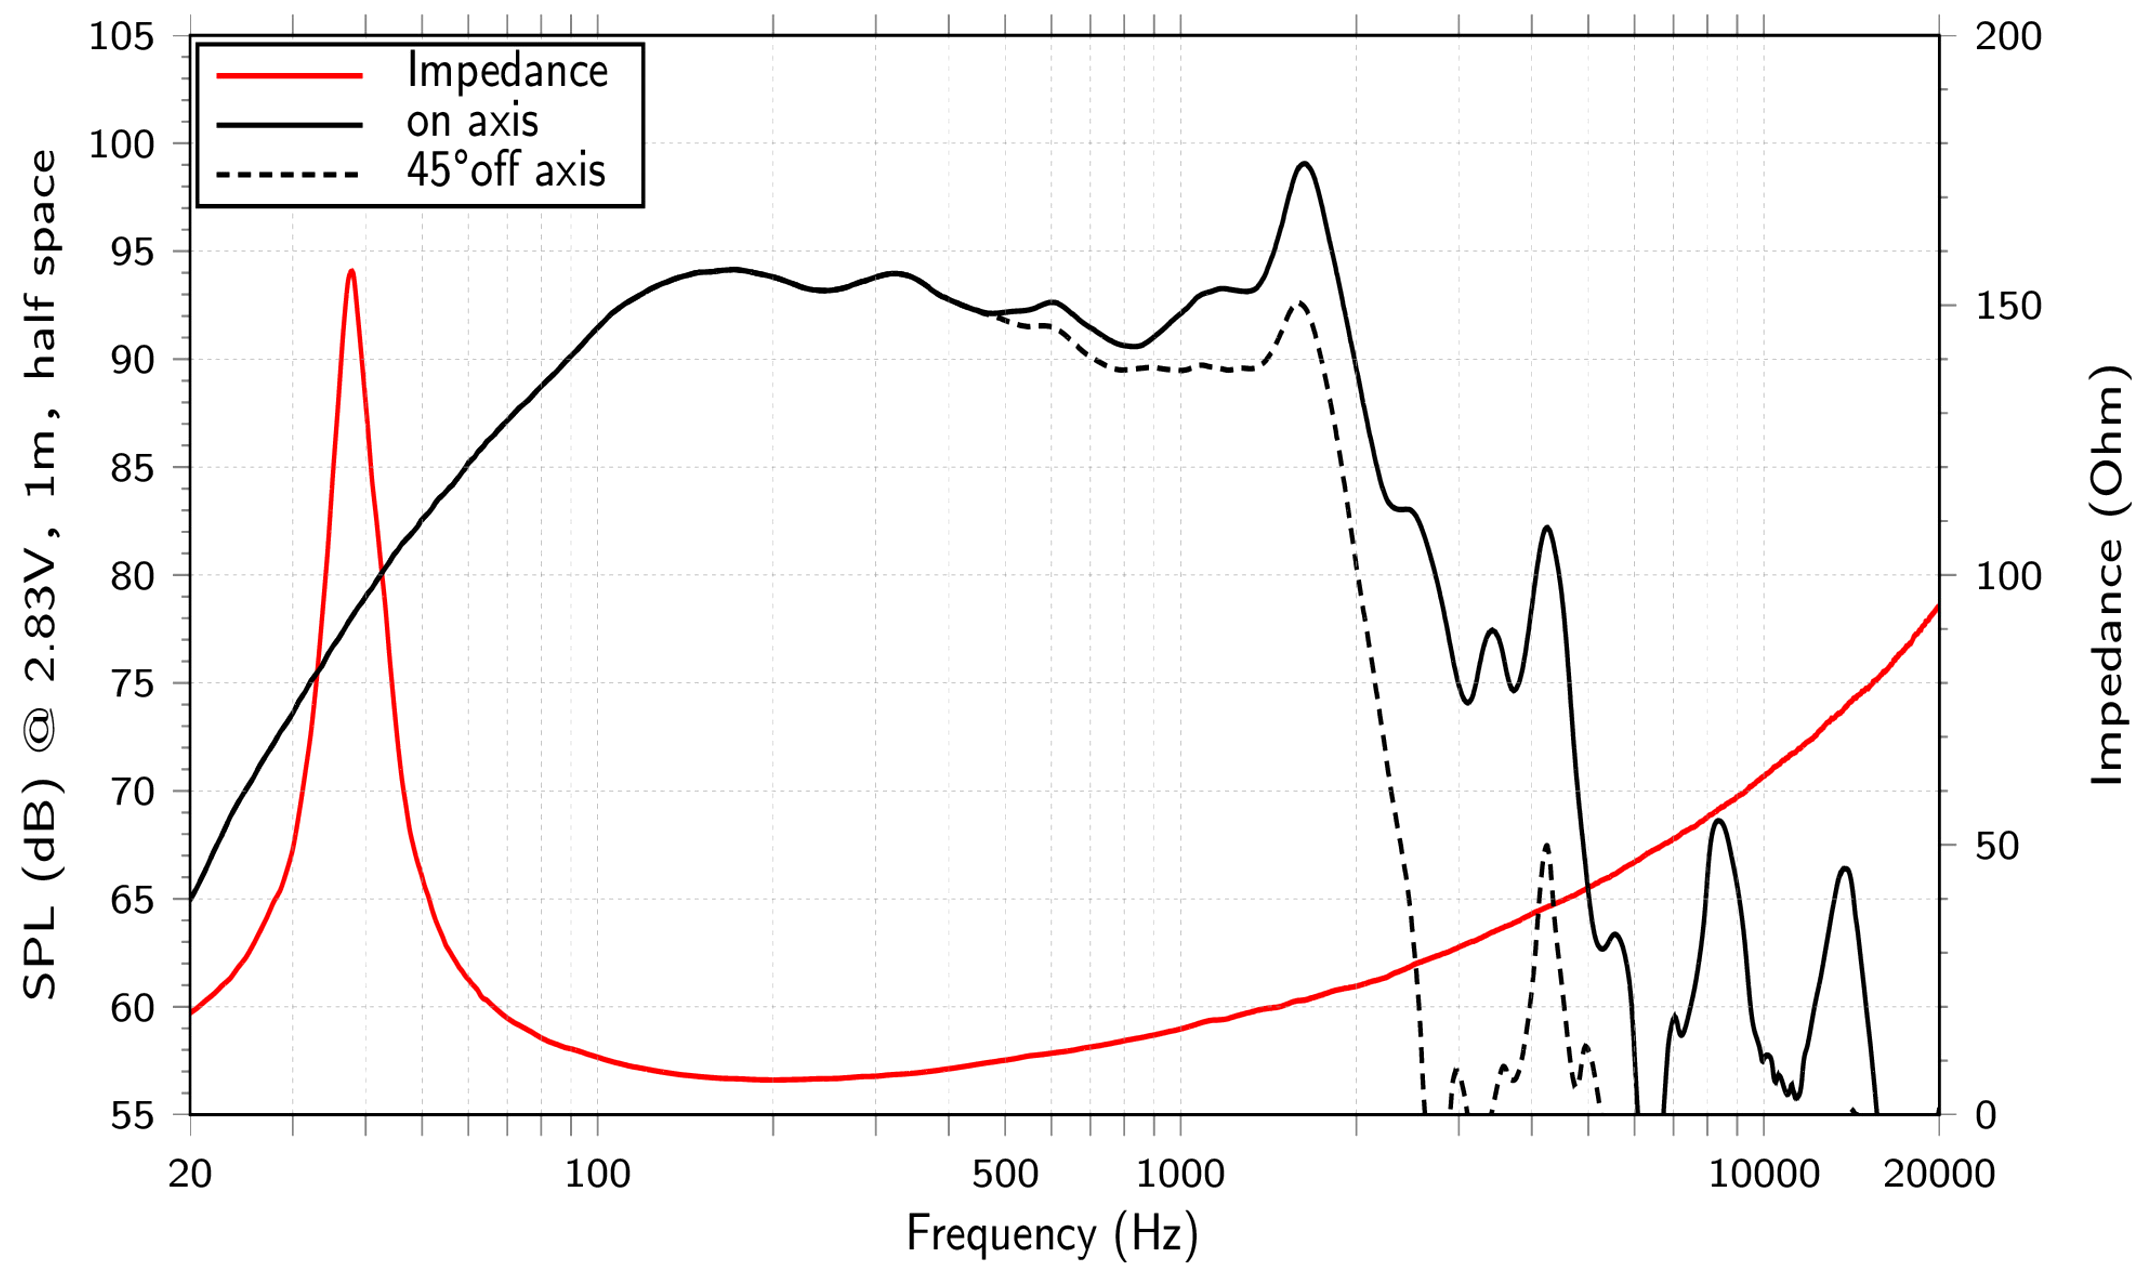 Impedance
on axis
45°off axis
105
100
95
90
85
80
75
70
65
60
55
SPL (dB) @ 2.83V, 1m, half space
200
150
100
50
0
Impedance (Ohm)
20 100 500 1000 10000 20000
Frequency (Hz)